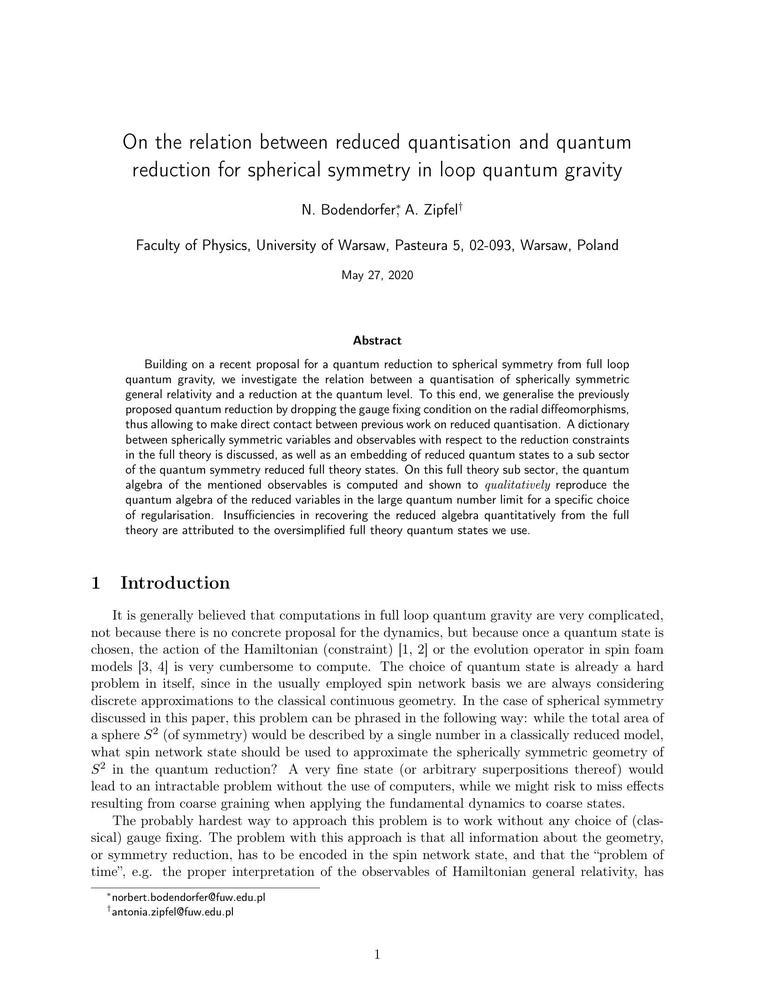 On the relation between reduced quantisation and quantum
reduction for spherical symmetry in loop quantum gravity
N. Bodendorfer*, A. Zipfel†
Faculty of Physics, University of Warsaw, Pasteura 5, 02-093, Warsaw, Poland
May 27, 2020
Abstract
Building on a recent proposal for a quantum reduction to spherical symmetry from full loop
quantum gravity, we investigate the relation between a quantisation of spherically symmetric
general relativity and a reduction at the quantum level. To this end, we generalise the previously
proposed quantum reduction by dropping the gauge fixing condition on the radial diffeomorphisms,
thus allowing to make direct contact between previous work on reduced quantisation. A dictionary
between spherically symmetric variables and observables with respect to the reduction constraints
in the full theory is discussed, as well as an embedding of reduced quantum states to a sub sector
of the quantum symmetry reduced full theory states. On this full theory sub sector, the quantum
algebra of the mentioned observables is computed and shown to qualitatively reproduce the
quantum algebra of the reduced variables in the large quantum number limit for a specific choice
of regularisation. Insufficiencies in recovering the reduced algebra quantitatively from the full
theory are attributed to the oversimplified full theory quantum states we use.
1 Introduction
It is generally believed that computations in full loop quantum gravity are very complicated,
not because there is no concrete proposal for the dynamics, but because once a quantum state is
chosen, the action of the Hamiltonian (constraint) [1, 2] or the evolution operator in spin foam
models [3, 4] is very cumbersome to compute. The choice of quantum state is already a hard
problem in itself, since in the usually employed spin network basis we are always considering
discrete approximations to the classical continuous geometry. In the case of spherical symmetry
discussed in this paper, this problem can be phrased in the following way: while the total area of
a sphere S² (of symmetry) would be described by a single number in a classically reduced model,
what spin network state should be used to approximate the spherically symmetric geometry of
S² in the quantum reduction? A very fine state (or arbitrary superpositions thereof) would
lead to an intractable problem without the use of computers, while we might risk to miss effects
resulting from coarse graining when applying the fundamental dynamics to coarse states.
The probably hardest way to approach this problem is to work without any choice of (clas-
sical) gauge fixing. The problem with this approach is that all information about the geometry,
or symmetry reduction, has to be encoded in the spin network state, and that the “problem of
time”, e.g. the proper interpretation of the observables of Hamiltonian general relativity, has
*norbert.bodendorfer@fuw.edu.pl
†antonia.zipfel@fuw.edu.pl
1